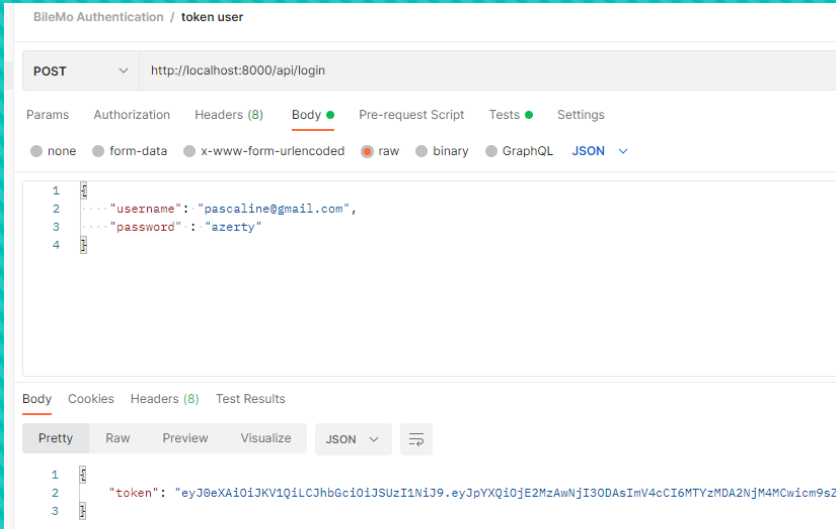 BileMo Authentication / token user
POST http://localhost:8000/api/login
Params Authorization Headers (8) Body Pre-request Script Tests Settings
none form-data x-www-form-urlencoded raw binary GraphQL JSON
1 {
2 "username": "pascaline@gmail.com",
3 "password" : "azerty"
4 }
Body Cookies Headers (8) Test Results
Pretty Raw Preview Visualize JSON
1 {
2 "token": "eyJ0eXAiOiJKV1QiLCJhbGciOiJSUzI1NiJ9.eyJpYXQiOjE2MzAwNjI3ODAsImV4cCI6MTYzMDA2NjM4MCwicm9sZ
3 }